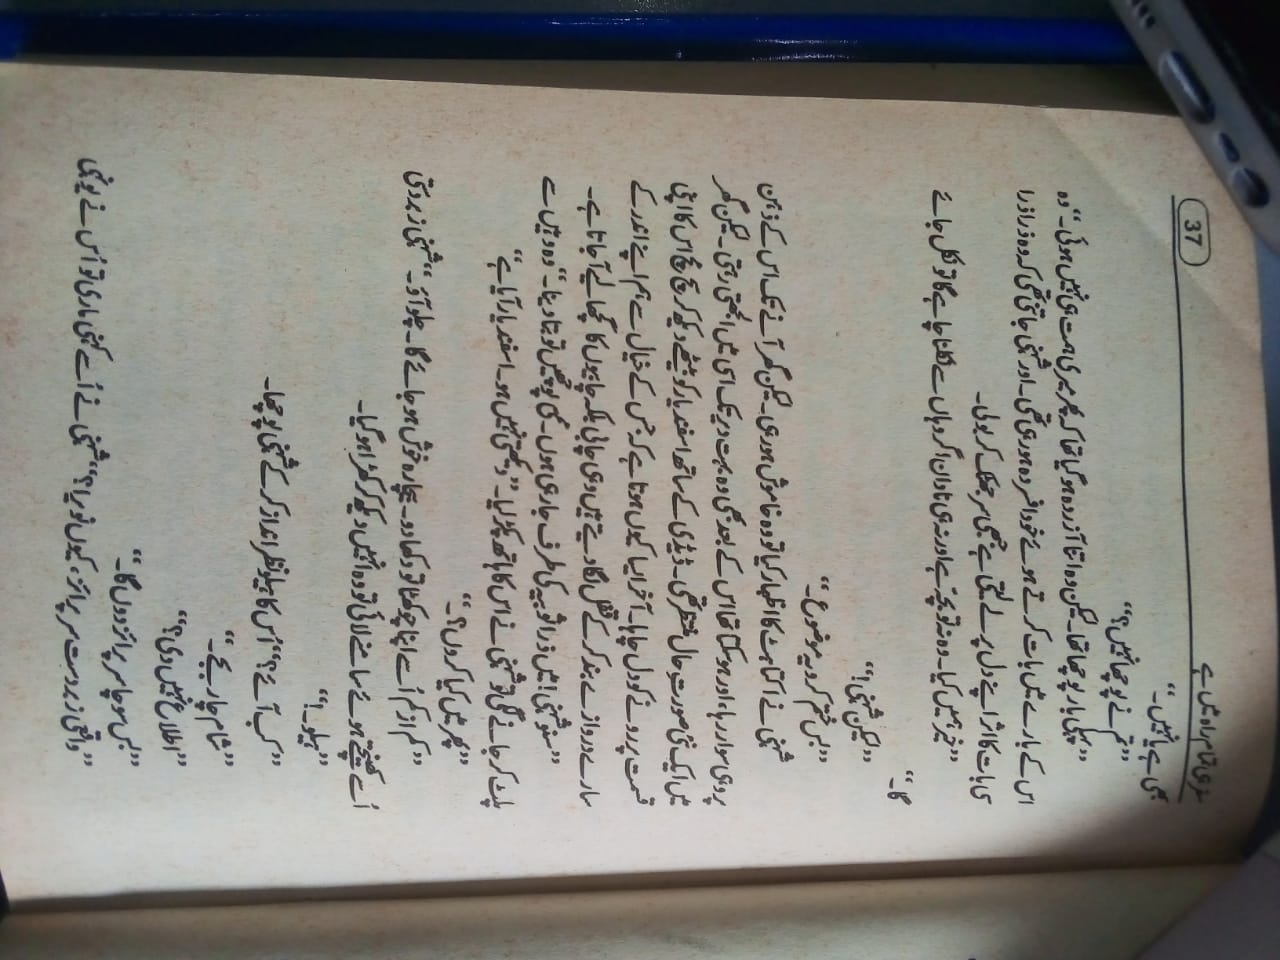 سفر ہی تمام راہ میں ہے
37
بھی ہے یا نہیں۔“
”تم نے پوچھا نہیں؟“
”پہلی بار پوچھا تھا۔ لیکن وہ اتنا آزردہ ہو گیا تھا کہ پھر میری ہمت ہی نہیں ہوئی۔“ وہ
اس کے بارے میں بات کرتے ہوئے خود افسردہ ہو رہی تھی۔ اور شہنی جانتی تھی کہ وہ ذرا ذرا
سی بات کا اثر اپنے دل پر لے لیتی ہے جبھی سر جھٹک کر بولی۔
”خیر ہمیں کیا۔ وہ نہ تو بچہّ ہے اور نہ ہی نادان اگر وہاں سے نکلنا چاہے گا تو نکل جائے
گا۔“
”لیکن شہنی!“
”بس ختم کرو یہ موضوع۔“
شہنی نے اکتاہٹ کا اظہار کیا تو وہ خاموش ہو رہی۔ لیکن گھر آنے تک اس کے ذہن
پر وہی سوار رہا، اور ہو سکتا تھا اس کے بعد بھی وہ بہت دیر تک اسی میں الجھتی رہتی۔ لیکن گھر
میں ایک نئی صورتِ حال منتظر تھی۔ ڈیڈی کے ساتھ اسفند یار کو بیٹھے دیکھ کر سچ مچ اس کا اپنی
قسمت پر رونے کو دل چاہا۔ آخر ایسا کیوں ہوتا ہے کہ جس کے خیال سے ہم اپنے اندر کے
سارے دروازے بند کر کے قفل لگا دیتے ہیں وہی چابی بلکہ چابیوں کا گچھا لیے آ جاتا ہے۔
”سنو شہنی! میں ذرا ثوبیہ کی طرف جا رہی ہوں۔ ممی پوچھیں تو بتا دینا۔“ وہ وہیں سے
پلٹ کر جانے لگی تو شہنی نے اس کا ہاتھ پکڑ لیا۔ ”دیکھتی نہیں ہو۔ اسفند یار آیا ہے“
”پھر میں کیا کروں؟۔“
”کم از کم اُسے اپنا چوکھٹا تو دکھا دو۔ بیچارہ خوش ہو جائے گا۔ چلو آؤ۔“ شہنی زبردستی
اُسے کھینچتے ہوئے سامنے لائی تو وہ انہیں دیکھ کر کھڑا ہو گیا۔
”ہیلو۔!“
”کب آئے؟“ اُس کا ہیلو نظر انداز کر کے شہنی پوچھا۔
”شام چار بجے۔“
”اطلاع نہیں دی؟“
”بس سوچا سرپرائز دوں گا۔“
”واقعی زبردست سرپرائز، کیوں نویرا؟“ شہنی نے اُسے کہنی ماری تو اُس نے یونہی